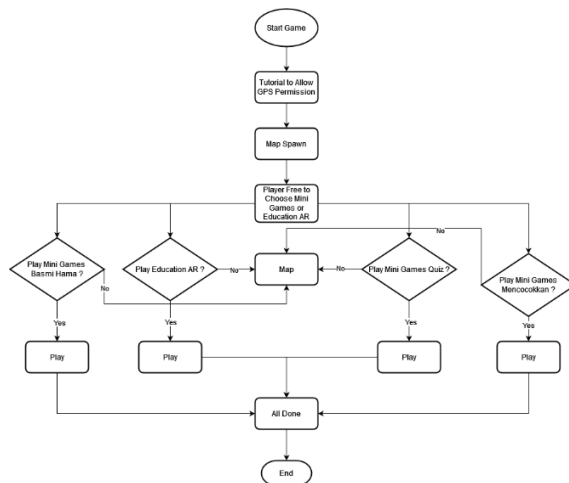 Start Game
Tutorial to Allow
GPS Permission
Map Spawn
Player Free to
Choose Mini
Games or
Education AR
No
Play Mini Games
Basmi Hama ?
Play Education AR ?
No
Map
No
Play Mini Games Quiz ?
Play Mini Games
Mencocokkan ?
No
Yes
Yes
Yes
Yes
Play
Play
Play
Play
All Done
End